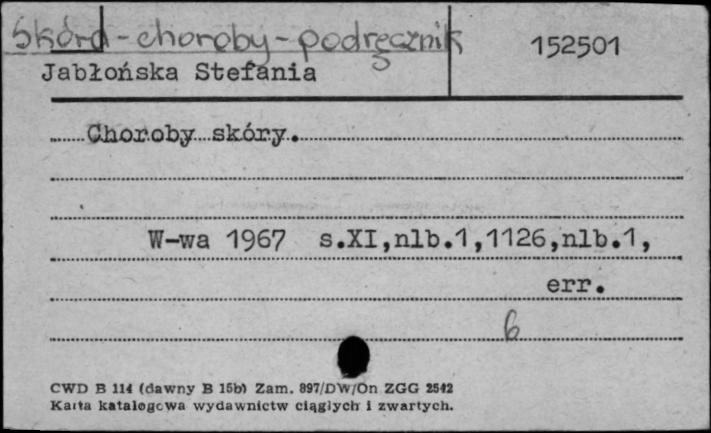 Skóra - choroby - podręcznik
152501
Jabłońska Stefania
Choroby skóry.
W-wa 1967 s.XI,nlb.1,1126,nlb.1,
err.
6
CWD B 114 (dawny B 15b) Zam. 897/DW/On ZGG 2542
Karta katalogowa wydawnictw ciągłych i zwartych.